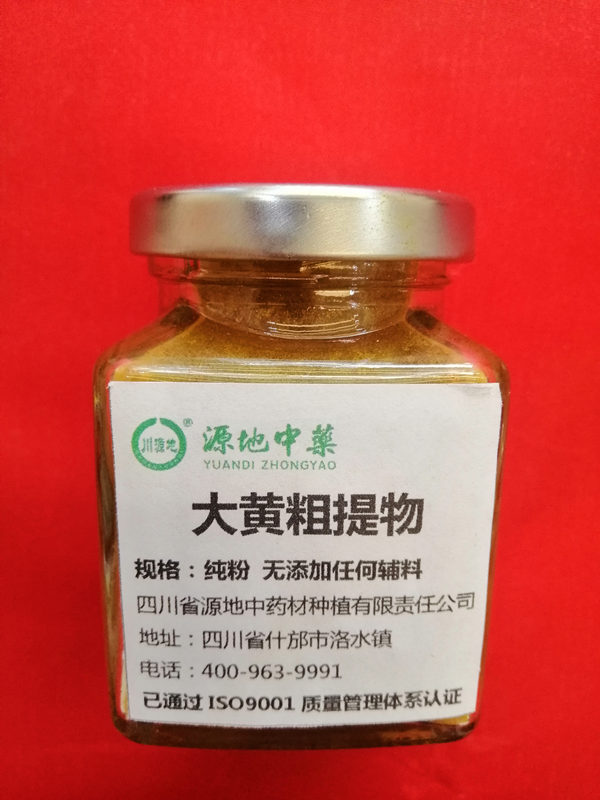 川源地®
源地中藥
YUANDI ZHONGYAO
大黄粗提物
规格：纯粉 无添加任何辅料
四川省源地中药材种植有限责任公司
地址：四川省什邡市洛水镇
电话：400-963-9991
已通过 ISO9001 质量管理体系认证